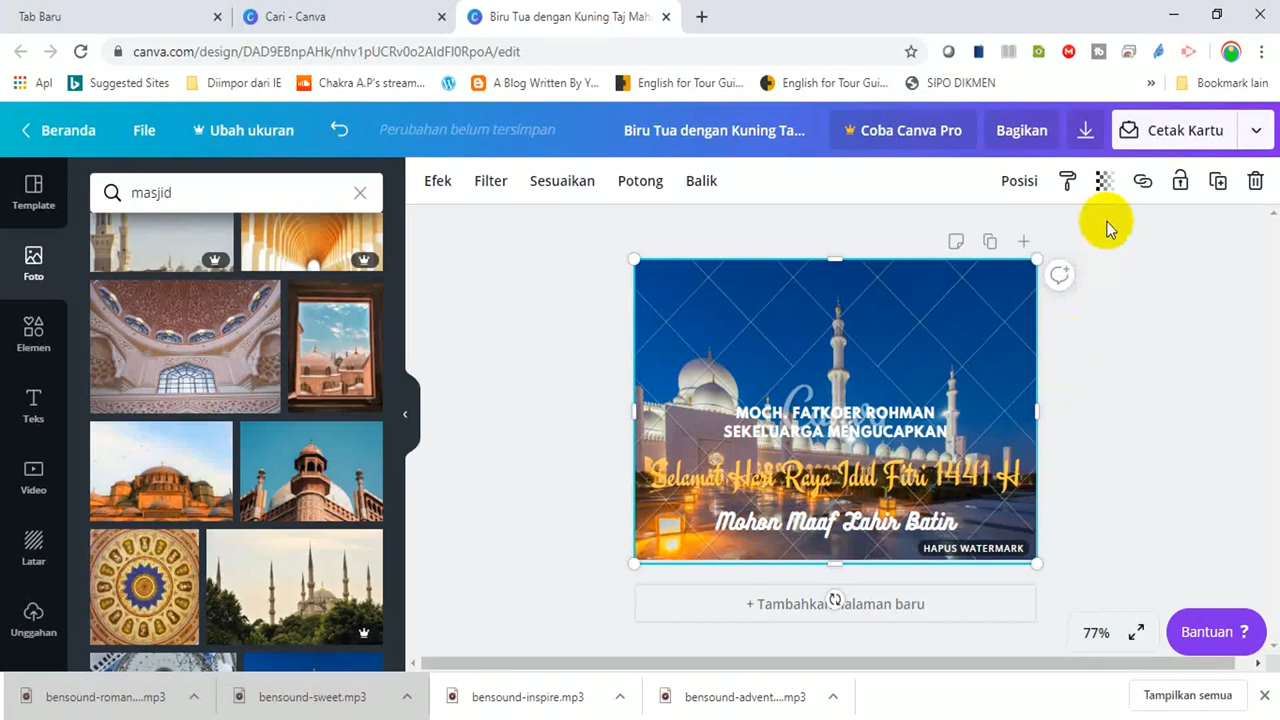 Tab Baru
Cari - Canva
Biru Tua dengan Kuning Taj Mah
canva.com/design/DAD9EBnpAHk/nhv1pUCRv0o2AIdFl0RpoA/edit
Apl
Suggested Sites
Diimpor dari IE
Chakra A.P's stream...
A Blog Written By Y...
English for Tour Gui...
English for Tour Gui...
SIPO DIKMEN
»
Bookmark lain
Beranda
File
Ubah ukuran
Perubahan belum tersimpan
Biru Tua dengan Kuning Ta...
Coba Canva Pro
Bagikan
Cetak Kartu
Template
Foto
Elemen
Teks
Video
Latar
Unggahan
masjid
Efek
Filter
Sesuaikan
Potong
Balik
Posisi
Canva
MOCH. FATKOER ROHMAN
SEKELUARGA MENGUCAPKAN
Selamat Hari Raya Idul Fitri 1441 H
Mohon Maaf Lahir Batin
HAPUS WATERMARK
+ Tambahkan halaman baru
77%
Bantuan ?
bensound-roman....mp3
bensound-sweet.mp3
bensound-inspire.mp3
bensound-advent....mp3
Tampilkan semua